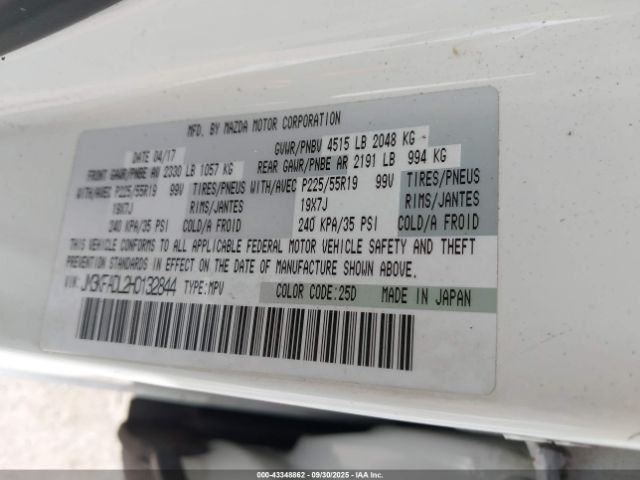 MFD. BY MAZDA MOTOR CORPORATION
DATE 04/17 GVWR/PNBV 4515 LB 2048 KG
FRONT GAWR/PNBE AV 2330 LB 1057 KG REAR GAWR/PNBE AR 2191 LB 994 KG
WITH/AVEC P225/55R19 99V TIRES/PNEUS WITH/AVEC P225/55R19 99V TIRES/PNEUS
19X7J RIMS/JANTES 19X7J RIMS/JANTES
240 KPA/35 PSI COLD/A FROID 240 KPA/35 PSI COLD/A FROID
THIS VEHICLE CONFORMS TO ALL APPLICABLE FEDERAL MOTOR VEHICLE SAFETY AND THEFT
PREVENTION STANDARDS IN EFFECT ON THE DATE OF MANUFACTURE SHOWN ABOVE.
VIN: JM3KFADL2H0132844 TYPE:MPV COLOR CODE:25D MADE IN JAPAN
000-43348862 - 09/30/2025 - IAAI.COM